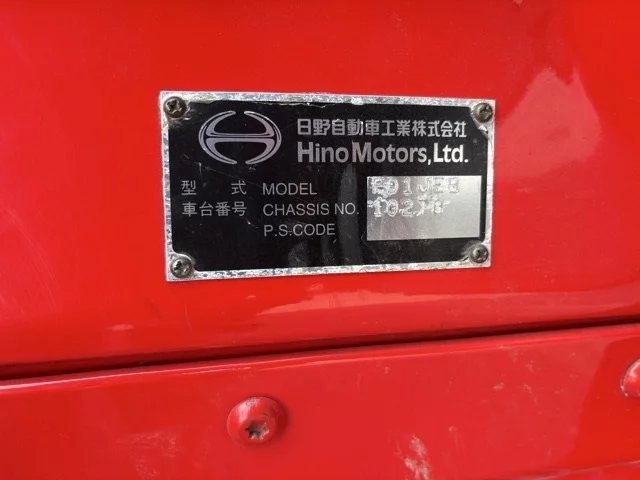 日野自動車工業株式会社
Hino Motors, Ltd.
型 式 MODEL
車台番号 CHASSIS NO.
P.S-CODE